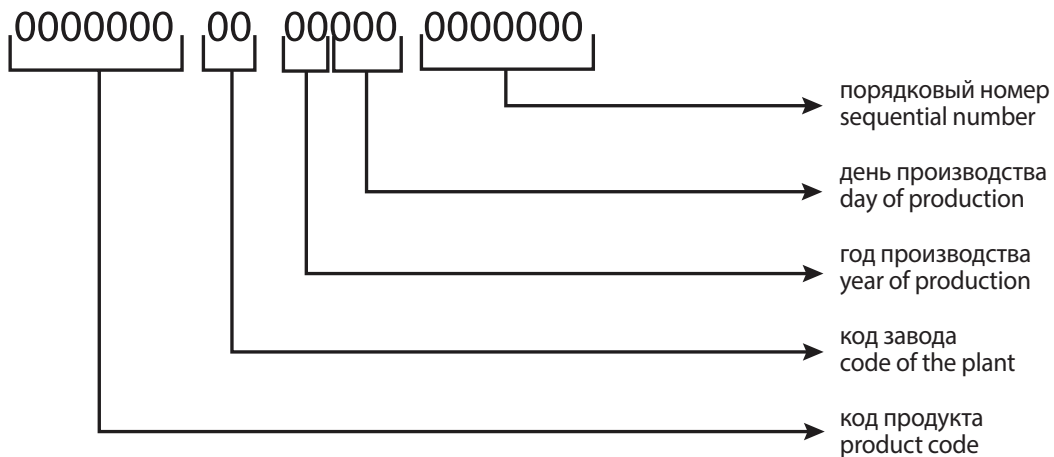 0000000 00 00000 0000000
порядковый номер
sequential number
день производства
day of production
год производства
year of production
код завода
code of the plant
код продукта
product code